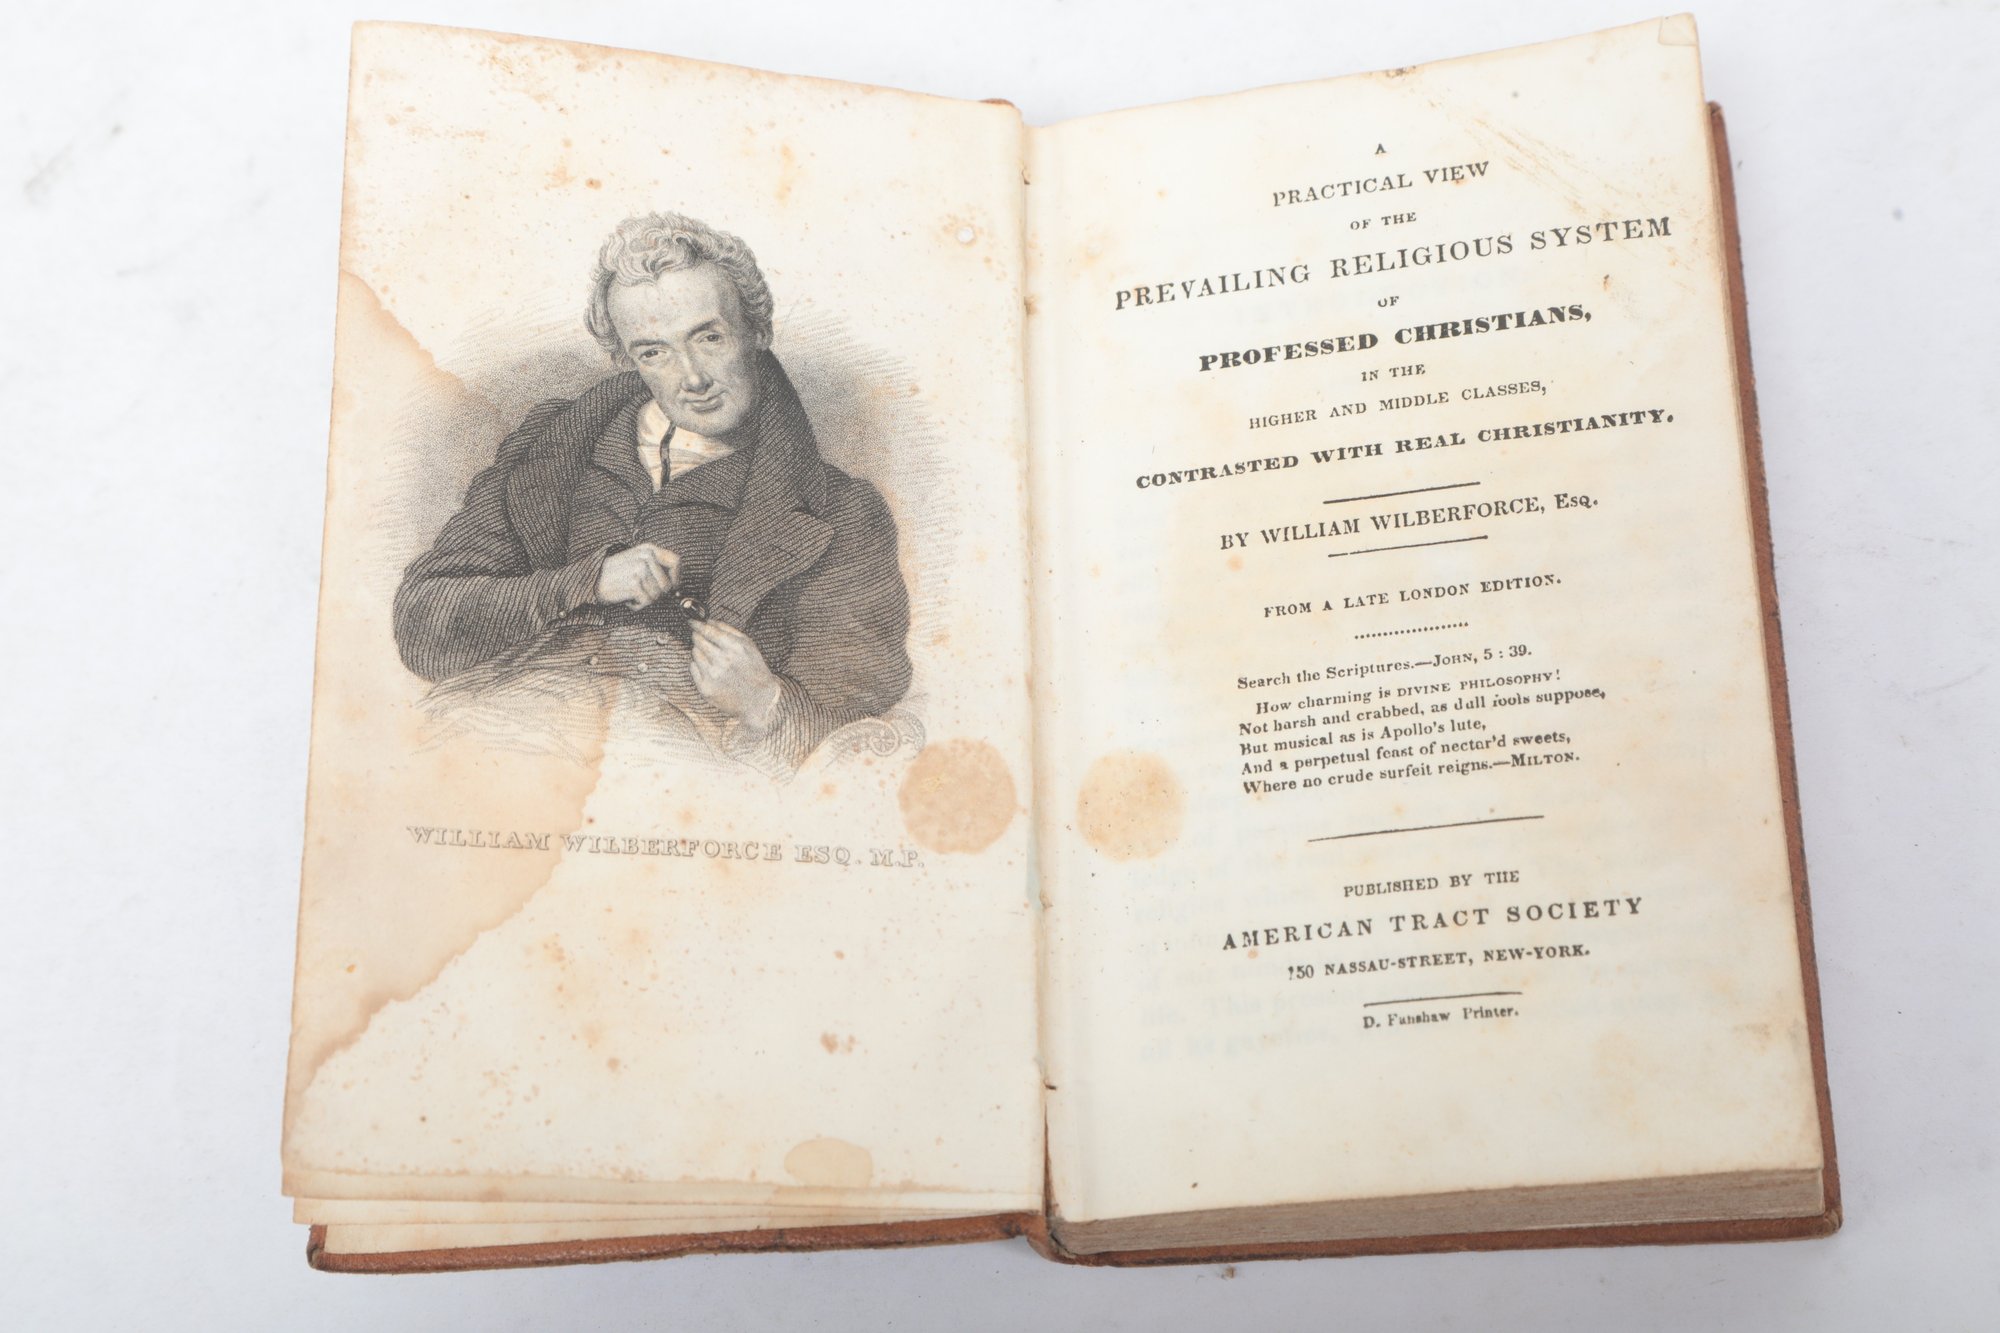 WILLIAM WILBERFORCE ESQ. M.P.
A
PRACTICAL VIEW
OF THE
PREVAILING RELIGIOUS SYSTEM
OF
PROFESSED CHRISTIANS,
IN THE
HIGHER AND MIDDLE CLASSES,
CONTRASTED WITH REAL CHRISTIANITY.
BY WILLIAM WILBERFORCE, ESQ.
FROM A LATE LONDON EDITION.
Search the Scriptures.—JOHN, 5 : 39.
How charming is DIVINE PHILOSOPHY!
Not harsh and crabbed, as dull fools suppose,
But musical as is Apollo's lute,
And a perpetual feast of nectar'd sweets,
Where no crude surfeit reigns.—MILTON.
PUBLISHED BY THE
AMERICAN TRACT SOCIETY
150 NASSAU-STREET, NEW-YORK.
D. Fanshaw Printer.